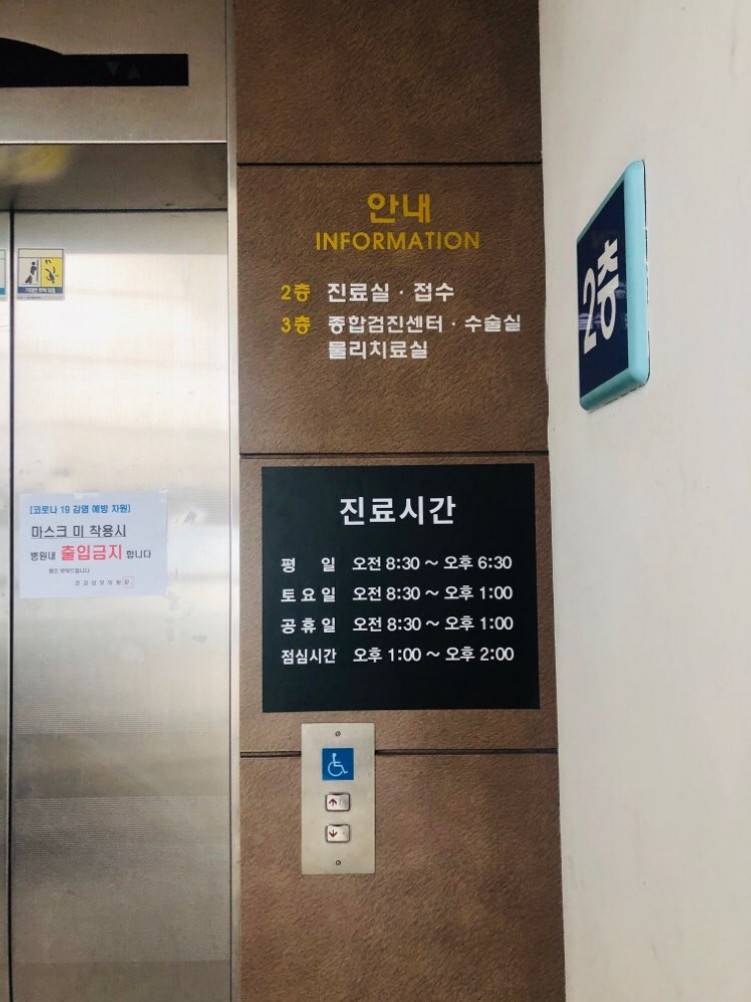 안내
INFORMATION
2층 진료실 · 접수
3층 종합검진센터 · 수술실
물리치료실
2층
진료시간
평 일 오전 8:30 ~ 오후 6:30
토요일 오전 8:30 ~ 오후 1:00
공휴일 오전 8:30 ~ 오후 1:00
점심시간 오후 1:00 ~ 오후 2:00
[코로나 19 감염 예방 차원]
마스크 미 착용시
병원내 출입금지 합니다